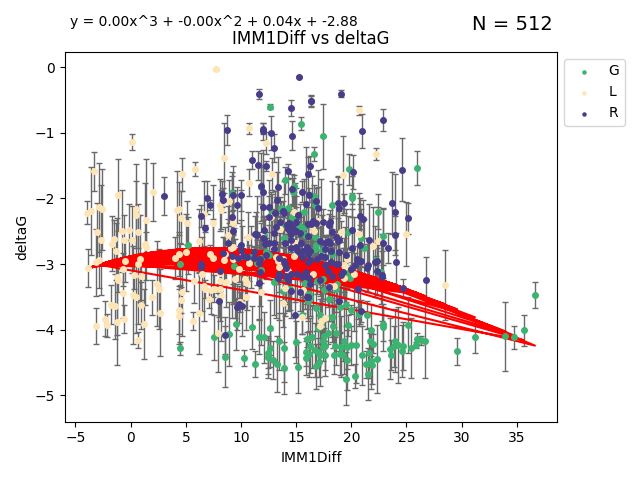 y = 0.00x^3 + -0.00x^2 + 0.04x + -2.88
N = 512
IMM1Diff vs deltaG
G
L
R
0
−1
−2
−3
−4
−5
deltaG
−5 0 5 10 15 20 25 30 35
IMM1Diff